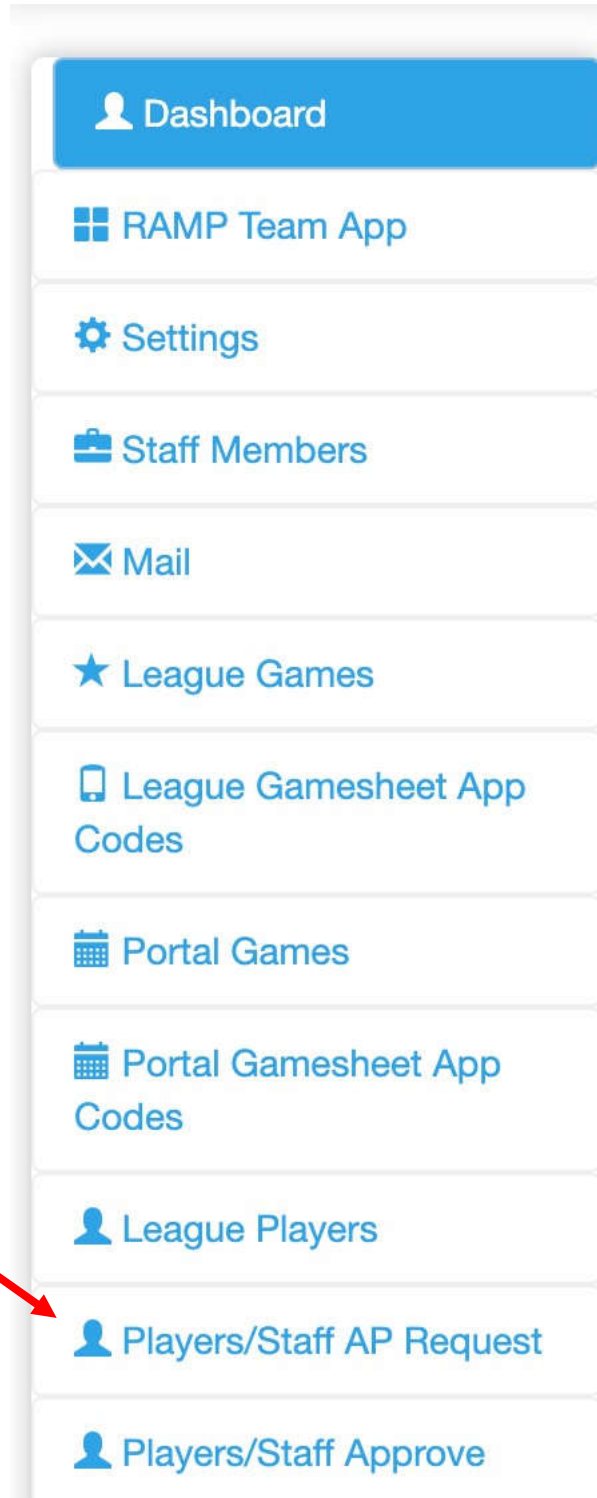 Dashboard
RAMP Team App
Settings
Staff Members
Mail
League Games
League Gamesheet App
Codes
Portal Games
Portal Gamesheet App
Codes
League Players
Players/Staff AP Request
Players/Staff Approve